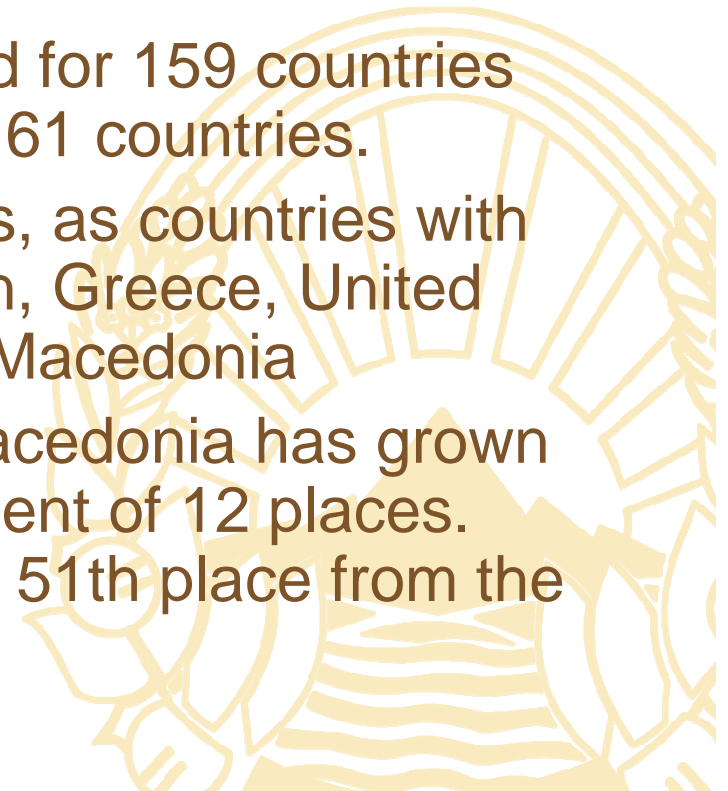 d for 159 countries
61 countries.
s, as countries with
n, Greece, United
Macedonia
acedonia has grown
ent of 12 places.
51th place from the